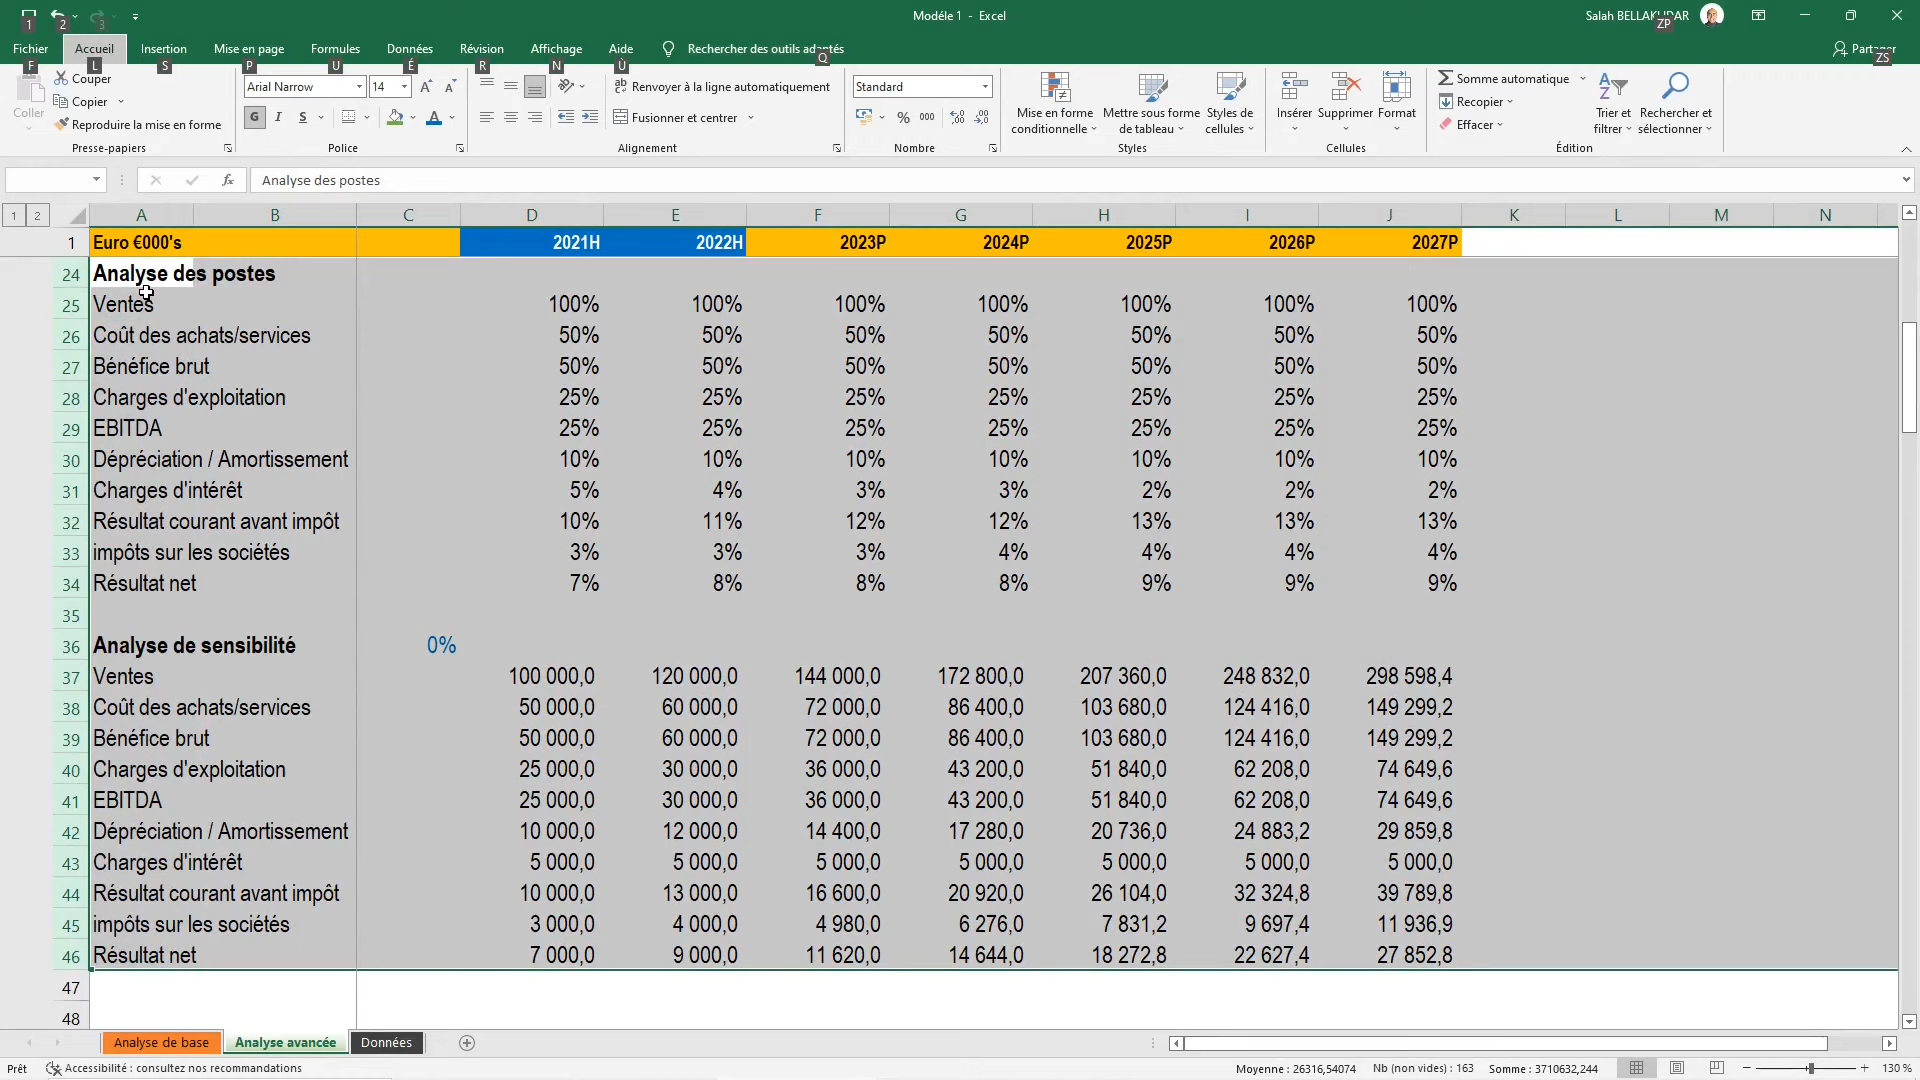 Modéle 1 - Excel
Salah BELLAKHDAR
1 2 3 ZP
Fichier Accueil Insertion Mise en page Formules Données Révision Affichage Aide Rechercher des outils adaptés Partager
F L S P U É R N Ù Q ZS
Coller
Couper
Copier
Reproduire la mise en forme
Presse-papiers
Arial Narrow 14
G I S
Police
Renvoyer à la ligne automatiquement
Fusionner et centrer
Alignement
Standard
% 000
Nombre
Mise en forme conditionnelle
Mettre sous forme de tableau
Styles de cellules
Styles
Insérer Supprimer Format
Cellules
Somme automatique
Recopier
Effacer
Trier et filtrer
Rechercher et sélectionner
Édition
fx Analyse des postes
1 2 A B C D E F G H I J K L M N
1 Euro €000's 2021H 2022H 2023P 2024P 2025P 2026P 2027P
24 Analyse des postes
25 Ventes 100% 100% 100% 100% 100% 100% 100%
26 Coût des achats/services 50% 50% 50% 50% 50% 50% 50%
27 Bénéfice brut 50% 50% 50% 50% 50% 50% 50%
28 Charges d'exploitation 25% 25% 25% 25% 25% 25% 25%
29 EBITDA 25% 25% 25% 25% 25% 25% 25%
30 Dépréciation / Amortissement 10% 10% 10% 10% 10% 10% 10%
31 Charges d'intérêt 5% 4% 3% 3% 2% 2% 2%
32 Résultat courant avant impôt 10% 11% 12% 12% 13% 13% 13%
33 impôts sur les sociétés 3% 3% 3% 4% 4% 4% 4%
34 Résultat net 7% 8% 8% 8% 9% 9% 9%
35
36 Analyse de sensibilité 0%
37 Ventes 100 000,0 120 000,0 144 000,0 172 800,0 207 360,0 248 832,0 298 598,4
38 Coût des achats/services 50 000,0 60 000,0 72 000,0 86 400,0 103 680,0 124 416,0 149 299,2
39 Bénéfice brut 50 000,0 60 000,0 72 000,0 86 400,0 103 680,0 124 416,0 149 299,2
40 Charges d'exploitation 25 000,0 30 000,0 36 000,0 43 200,0 51 840,0 62 208,0 74 649,6
41 EBITDA 25 000,0 30 000,0 36 000,0 43 200,0 51 840,0 62 208,0 74 649,6
42 Dépréciation / Amortissement 10 000,0 12 000,0 14 400,0 17 280,0 20 736,0 24 883,2 29 859,8
43 Charges d'intérêt 5 000,0 5 000,0 5 000,0 5 000,0 5 000,0 5 000,0 5 000,0
44 Résultat courant avant impôt 10 000,0 13 000,0 16 600,0 20 920,0 26 104,0 32 324,8 39 789,8
45 impôts sur les sociétés 3 000,0 4 000,0 4 980,0 6 276,0 7 831,2 9 697,4 11 936,9
46 Résultat net 7 000,0 9 000,0 11 620,0 14 644,0 18 272,8 22 627,4 27 852,8
47
48
Analyse de base Analyse avancée Données
Prêt Accessibilité : consultez nos recommandations Moyenne : 26316,54074 Nb (non vides) : 163 Somme : 3710632,244 130 %